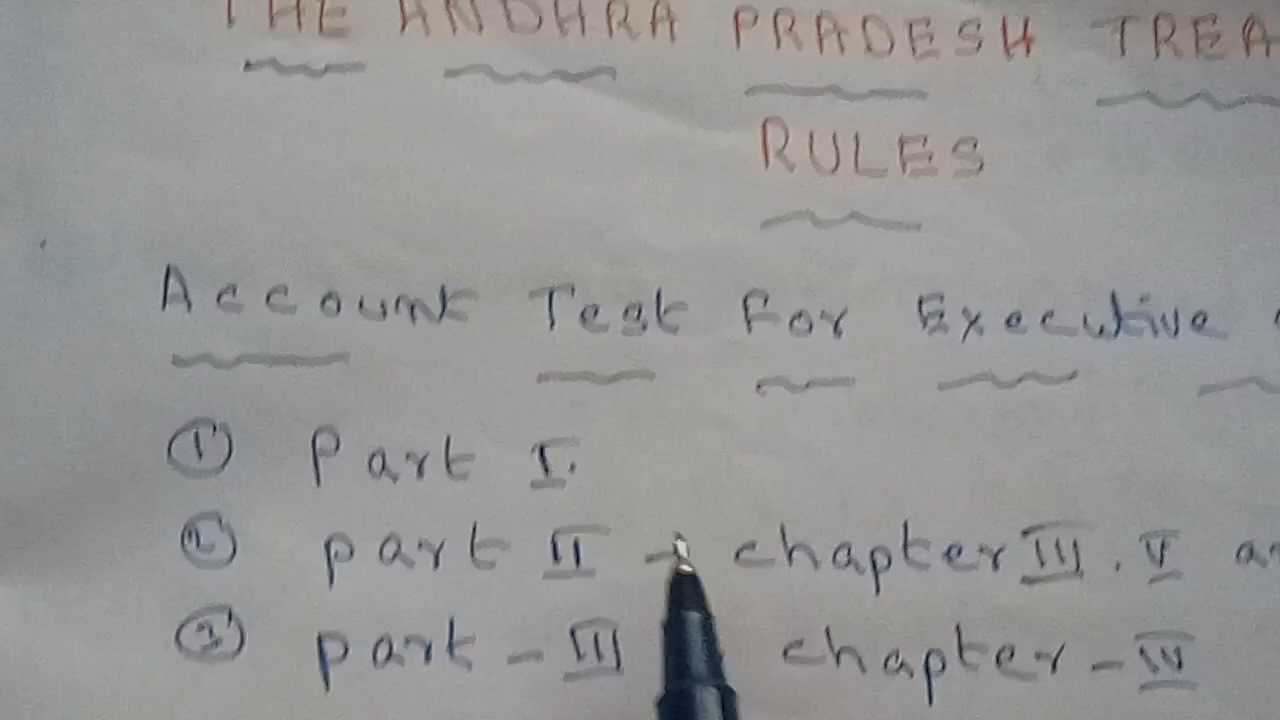 THE ANDHRA PRADESH TREA
RULES
Account Test For Executive
① Part I.
② part II - chapter III. V a
③ part - III chapter - IV